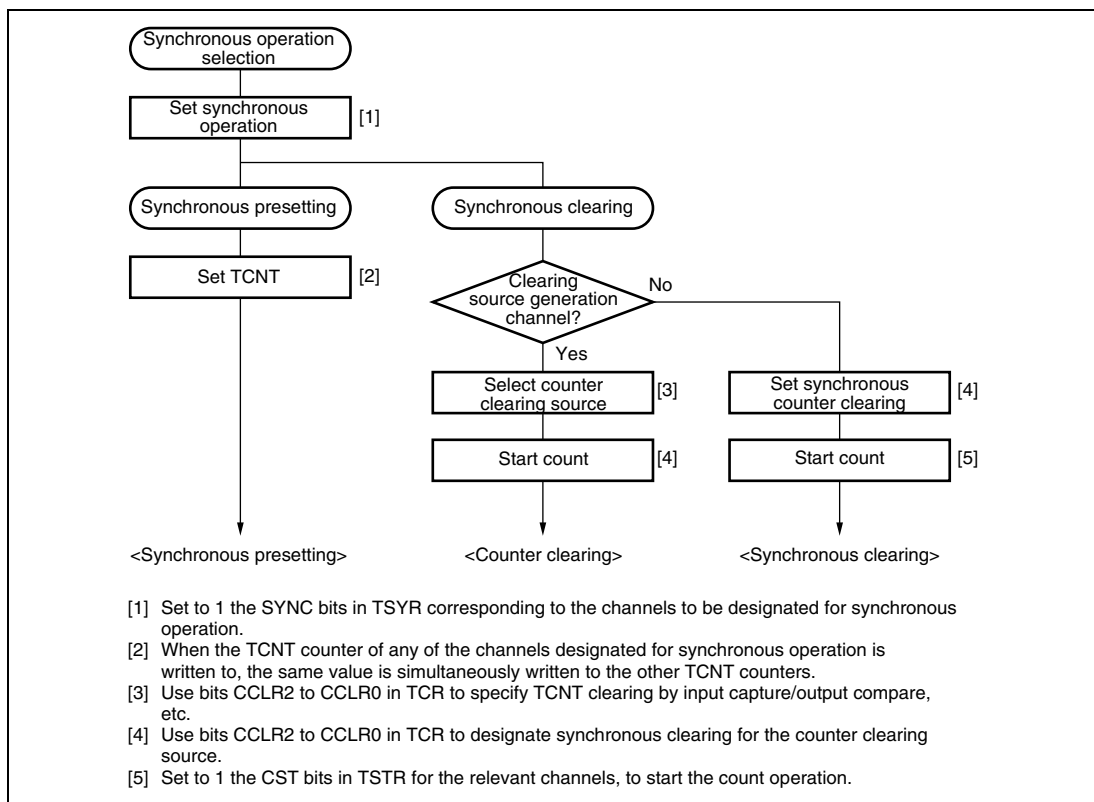 Synchronous operation
selection
Set synchronous
operation
[1]
Synchronous presetting
Synchronous clearing
Set TCNT
[2]
Clearing
source generation
channel?
No
Yes
Select counter
clearing source
[3]
Set synchronous
counter clearing
[4]
Start count
[4]
Start count
[5]
<Synchronous presetting>
<Counter clearing>
<Synchronous clearing>
[1] Set to 1 the SYNC bits in TSYR corresponding to the channels to be designated for synchronous
operation.
[2] When the TCNT counter of any of the channels designated for synchronous operation is
written to, the same value is simultaneously written to the other TCNT counters.
[3] Use bits CCLR2 to CCLR0 in TCR to specify TCNT clearing by input capture/output compare,
etc.
[4] Use bits CCLR2 to CCLR0 in TCR to designate synchronous clearing for the counter clearing
source.
[5] Set to 1 the CST bits in TSTR for the relevant channels, to start the count operation.